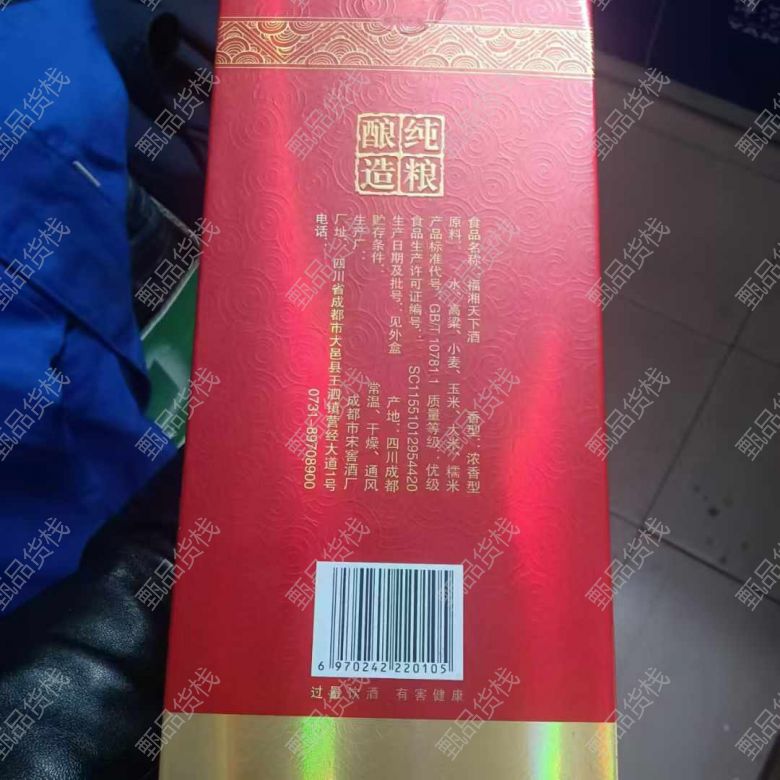 纯粮
酿造
食品名称：福湘天下酒 香型：浓香型
原料：水、高粱、小麦、玉米、大米、糯米
产品标准代号：GB/T 10781.1 质量等级：优级
食品生产许可证编号：SC11551012954420
生产日期及批号：见外盒 产地：四川成都
贮存条件：常温、干燥、通风
生产厂：成都市宋窖酒厂
厂址：四川省成都市大邑县王泗镇营经大道1号
电话：0731-89708900
6 970242 220105
过量饮酒 有害健康
甄品货栈